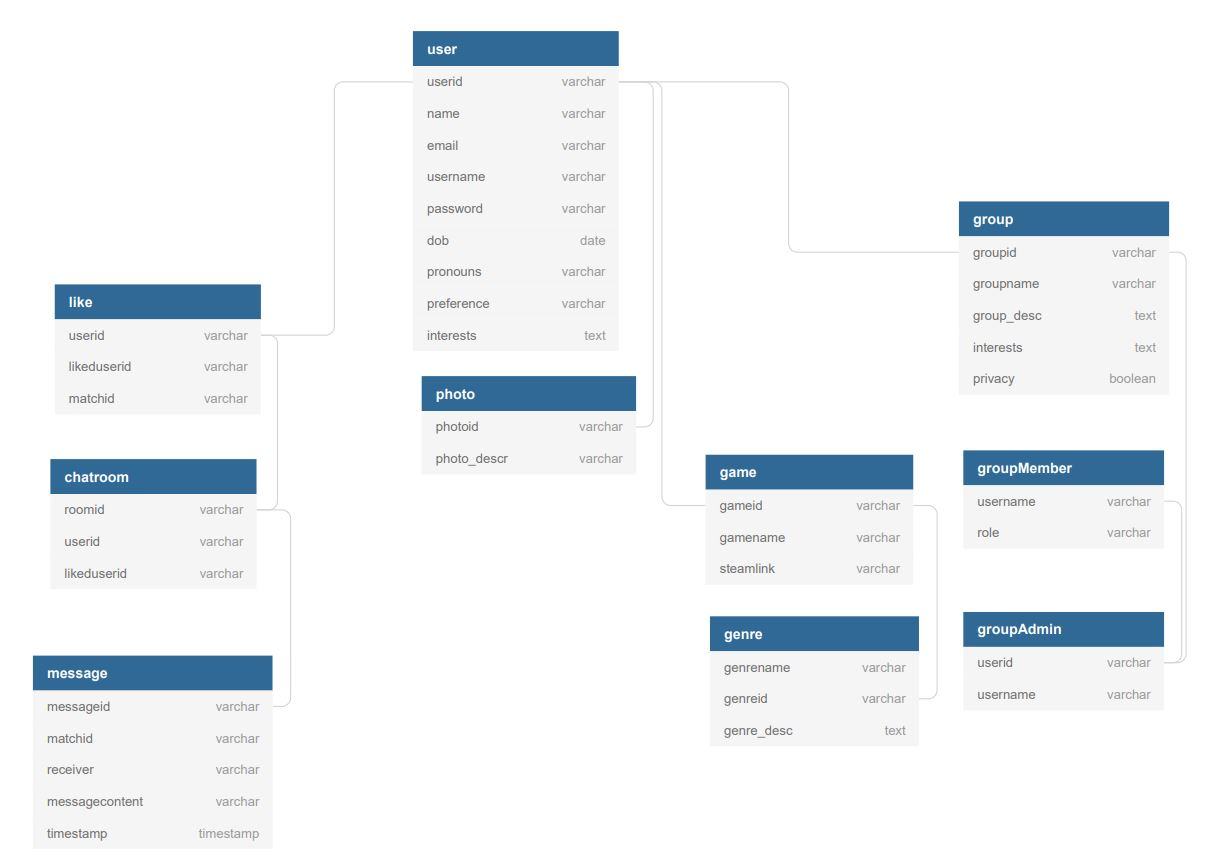 user
userid varchar
name varchar
email varchar
username varchar
password varchar
dob date
pronouns varchar
preference varchar
interests text
like
userid varchar
likeduserid varchar
matchid varchar
photo
photoid varchar
photo_descr varchar
chatroom
roomid varchar
userid varchar
likeduserid varchar
message
messageid varchar
matchid varchar
receiver varchar
messagecontent varchar
timestamp timestamp
game
gameid varchar
gamename varchar
steamlink varchar
genre
genrename varchar
genreid varchar
genre_desc text
group
groupid varchar
groupname varchar
group_desc text
interests text
privacy boolean
groupMember
username varchar
role varchar
groupAdmin
userid varchar
username varchar